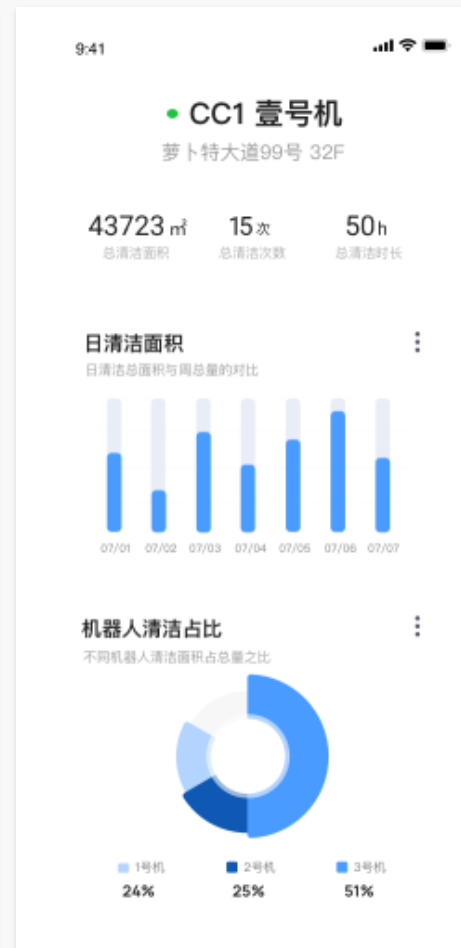 9:41
CC1 壹号机
萝卜特大道99号 32F
43723 ㎡ 15次 50h
总清洁面积 总清洁次数 总清洁时长
日清洁面积
日清洁总面积与周总量的对比
07/01 07/02 07/03 07/04 07/05 07/06 07/07
机器人清洁占比
不同机器人清洁面积占总量之比
1号机 2号机 3号机
24% 25% 51%